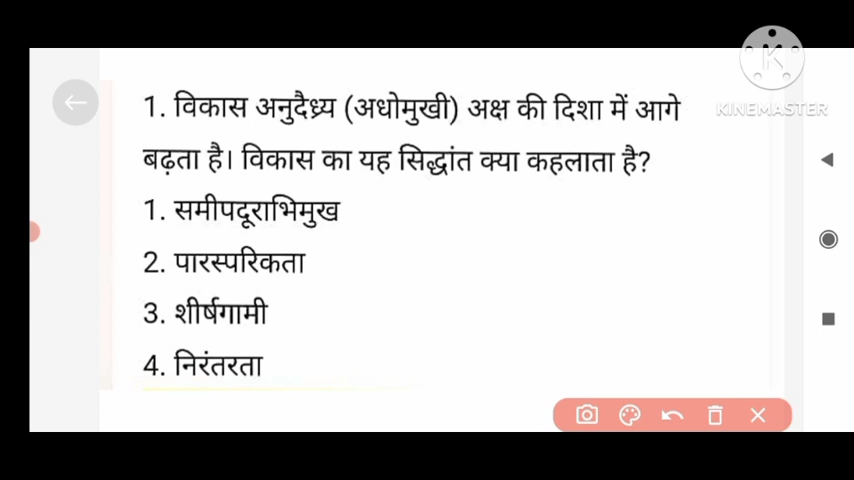 KINEMASTER
1. विकास अनुदैध्र्य (अधोमुखी) अक्ष की दिशा में आगे
बढ़ता है। विकास का यह सिद्धांत क्या कहलाता है?
1. समीपदूराभिमुख
2. पारस्परिकता
3. शीर्षगामी
4. निरंतरता